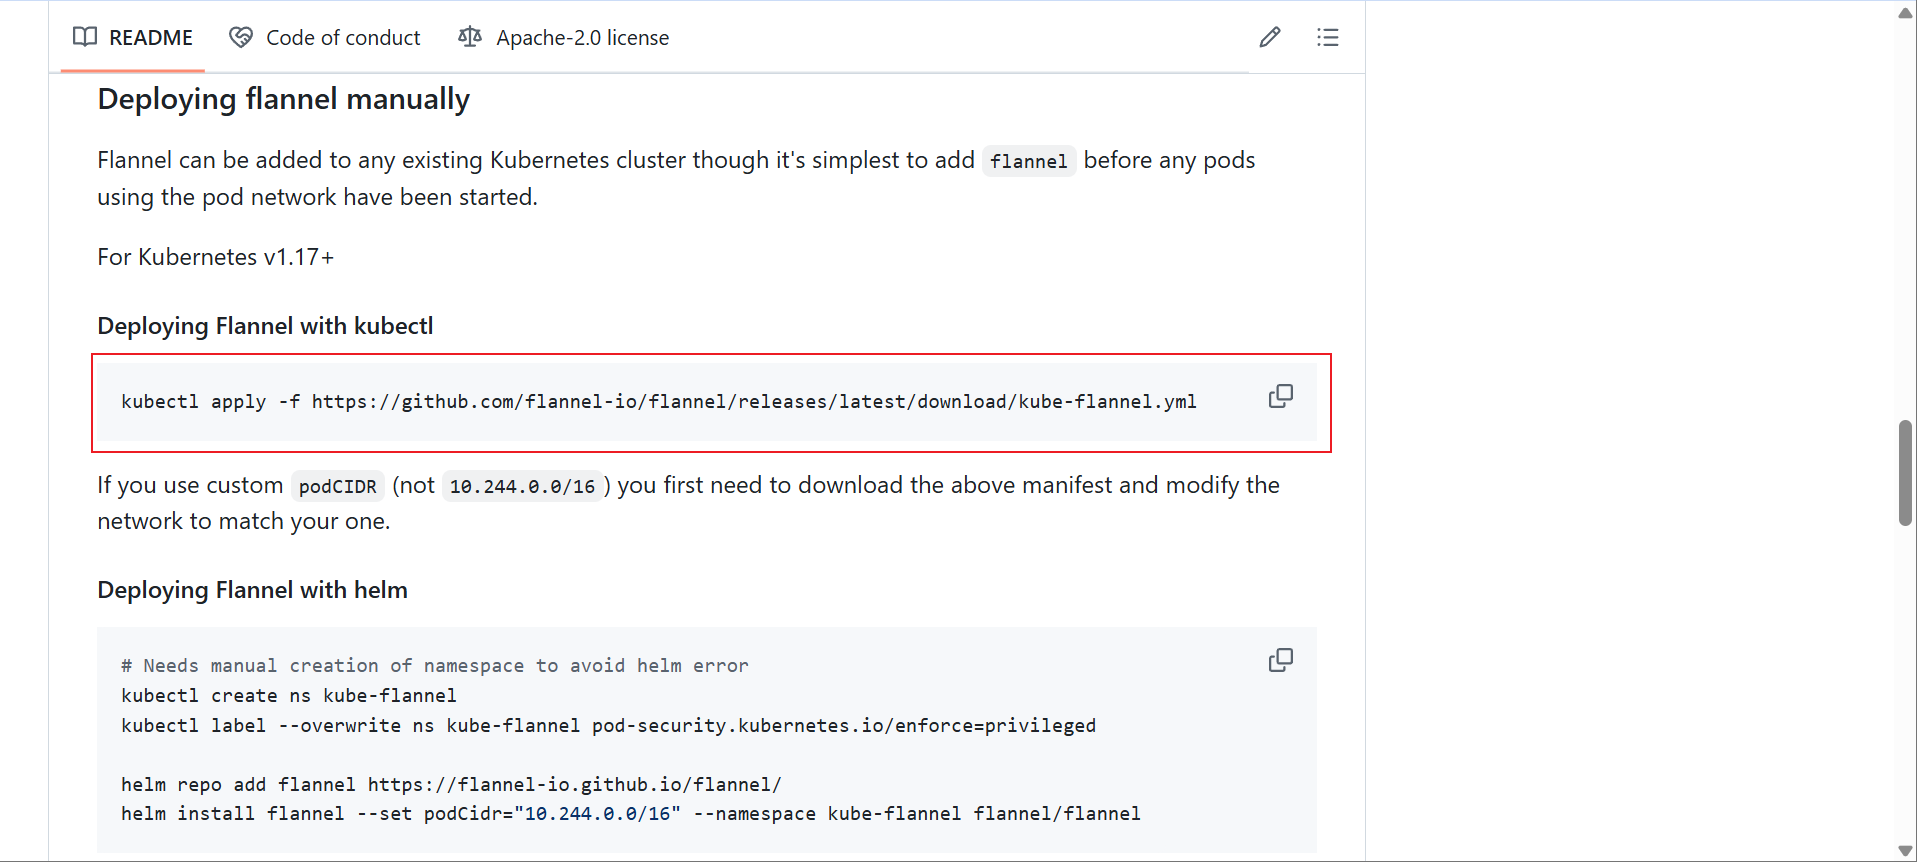 README Code of conduct Apache-2.0 license
Deploying flannel manually
Flannel can be added to any existing Kubernetes cluster though it's simplest to add flannel before any pods
using the pod network have been started.
For Kubernetes v1.17+
Deploying Flannel with kubectl
kubectl apply -f https://github.com/flannel-io/flannel/releases/latest/download/kube-flannel.yml
If you use custom podCIDR (not 10.244.0.0/16) you first need to download the above manifest and modify the
network to match your one.
Deploying Flannel with helm
# Needs manual creation of namespace to avoid helm error
kubectl create ns kube-flannel
kubectl label --overwrite ns kube-flannel pod-security.kubernetes.io/enforce=privileged
helm repo add flannel https://flannel-io.github.io/flannel/
helm install flannel --set podCidr="10.244.0.0/16" --namespace kube-flannel flannel/flannel